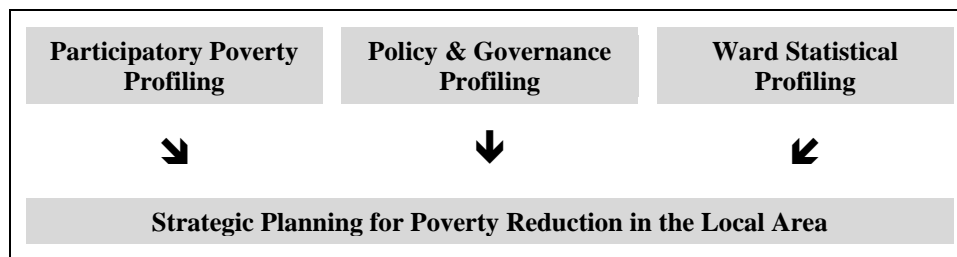 Participatory Poverty
Profiling
Policy & Governance
Profiling
Ward Statistical
Profiling
Strategic Planning for Poverty Reduction in the Local Area